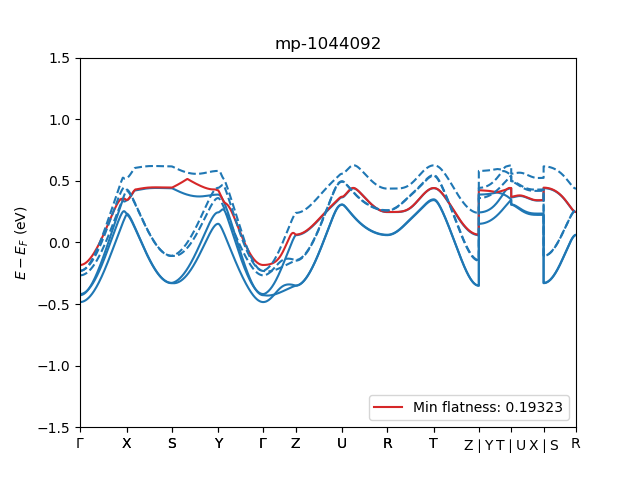 mp-1044092
E − E_F (eV)
1.5
1.0
0.5
0.0
−0.5
−1.0
−1.5
Min flatness: 0.19323
Γ X S Y Γ Z U R T Z | Y T | U X | S R